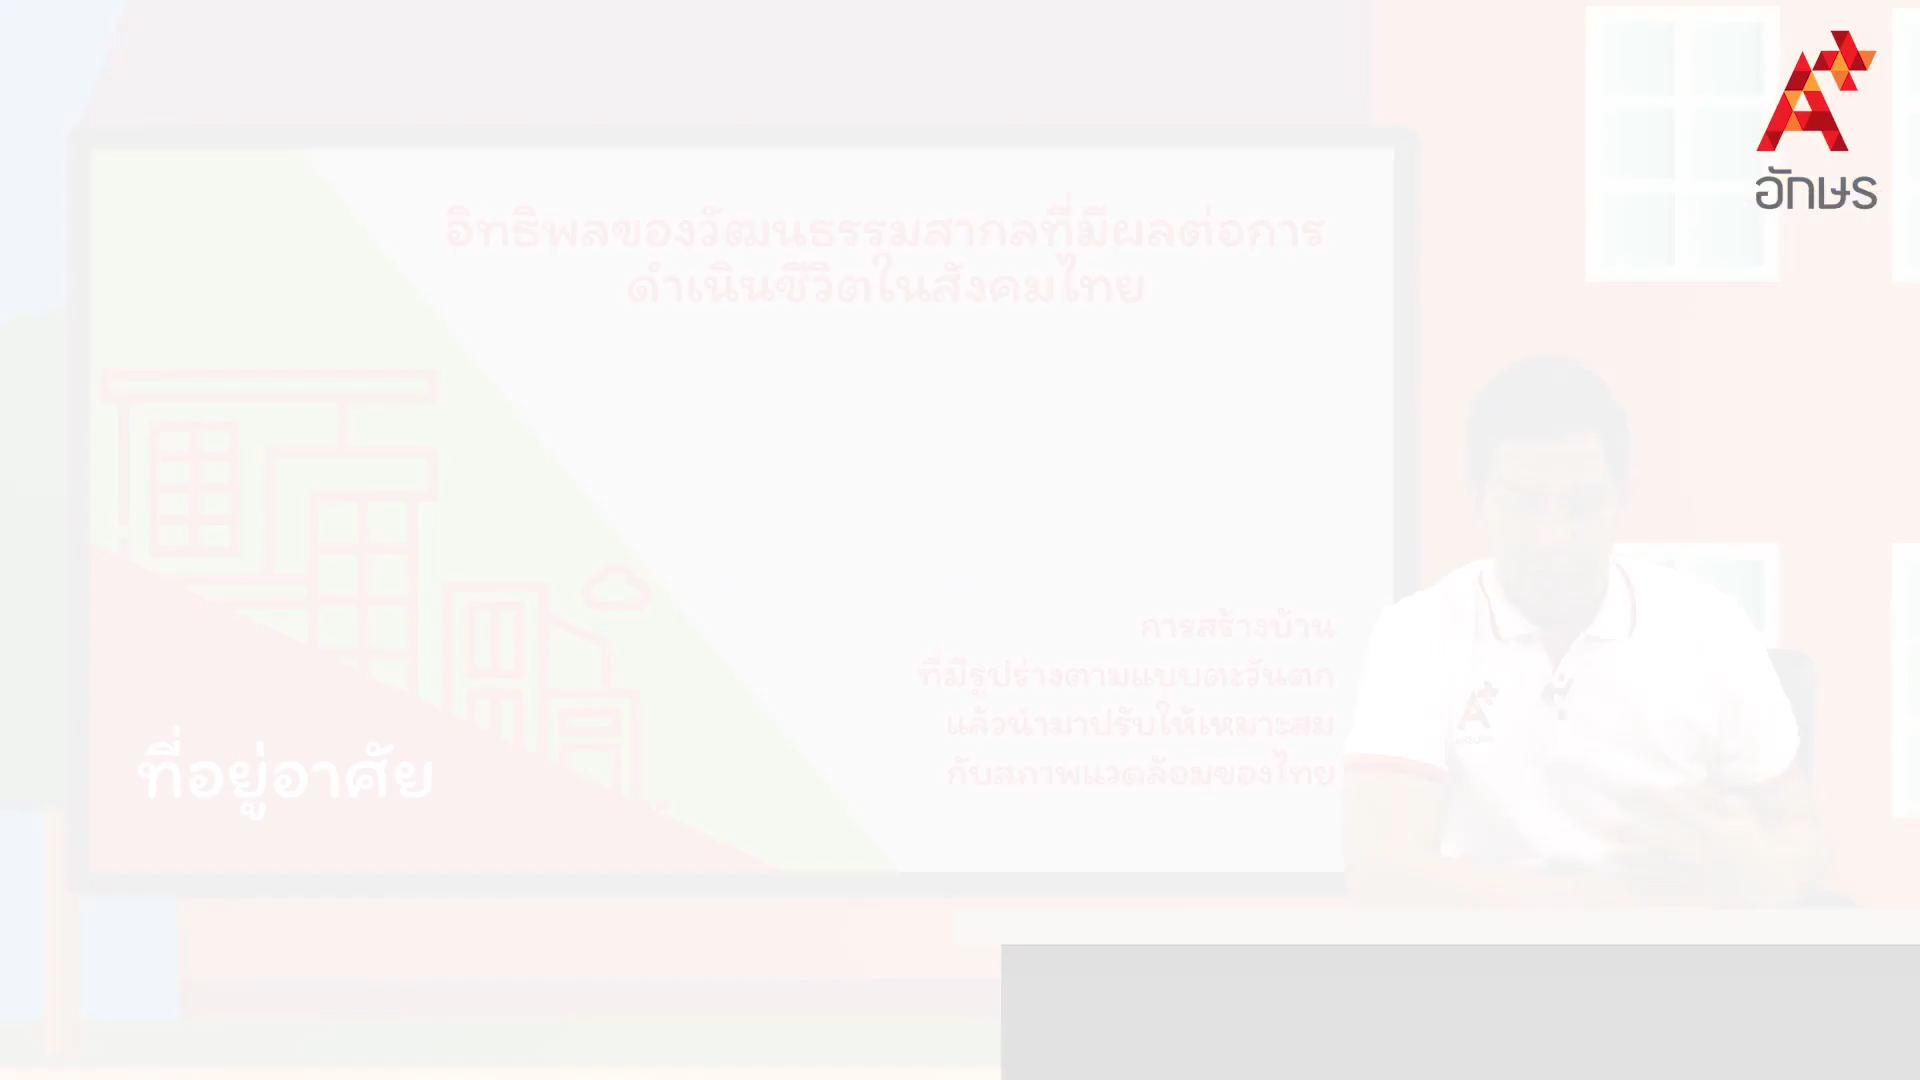 อักษร
อิทธิพลของวัฒนธรรมสากลที่มีผลต่อการ
ดำเนินชีวิตในสังคมไทย
การสร้างบ้าน
ที่มีรูปร่างตามแบบตะวันตก
แล้วนำมาปรับให้เหมาะสม
กับสภาพแวดล้อมของไทย
ที่อยู่อาศัย